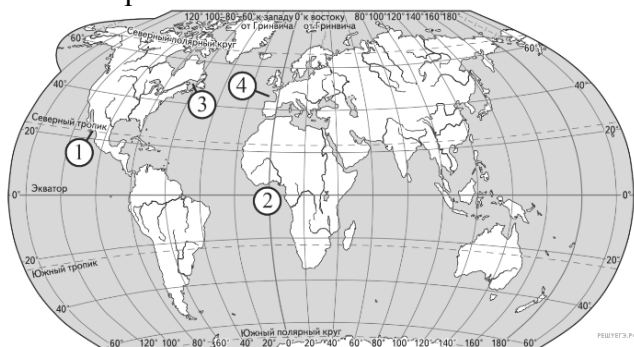 120° 100° 80° 60° к западу 0° к востоку 80° 100° 120° 140° 160° 180°
от Гринвича от Гринвича
Северный полярный круг
60° 60°
40° 40°
4
3
Северный тропик
20° 20°
1
2
Экватор
0° 0°
20 20°
Южный тропик
40° 40°
Южный полярный круг
РЕШУЕГЭ.РФ
60° 120° 100° 60° 40° 20° 0° 20° 40° 60° 80° 100° 120° 140° 160° 60°